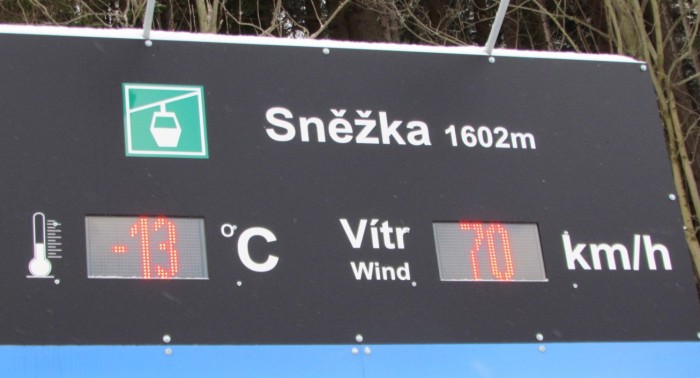 Sněžka 1602m
-13 °C Vítr 70 km/h
Wind